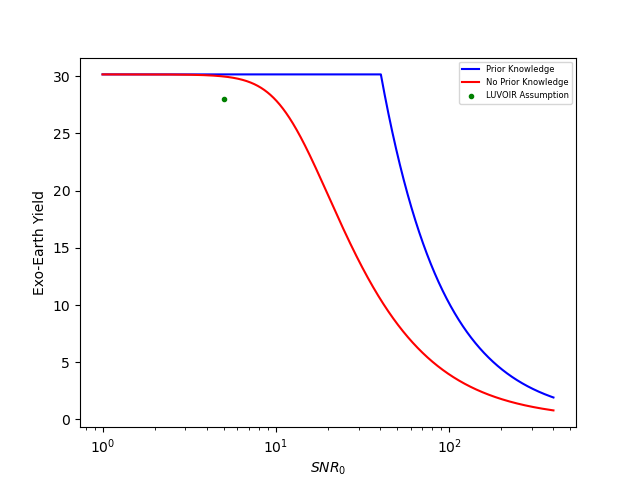 Prior Knowledge
No Prior Knowledge
LUVOIR Assumption
Exo-Earth Yield
30
25
20
15
10
5
0
10⁰ 10¹ 10²
SNR₀